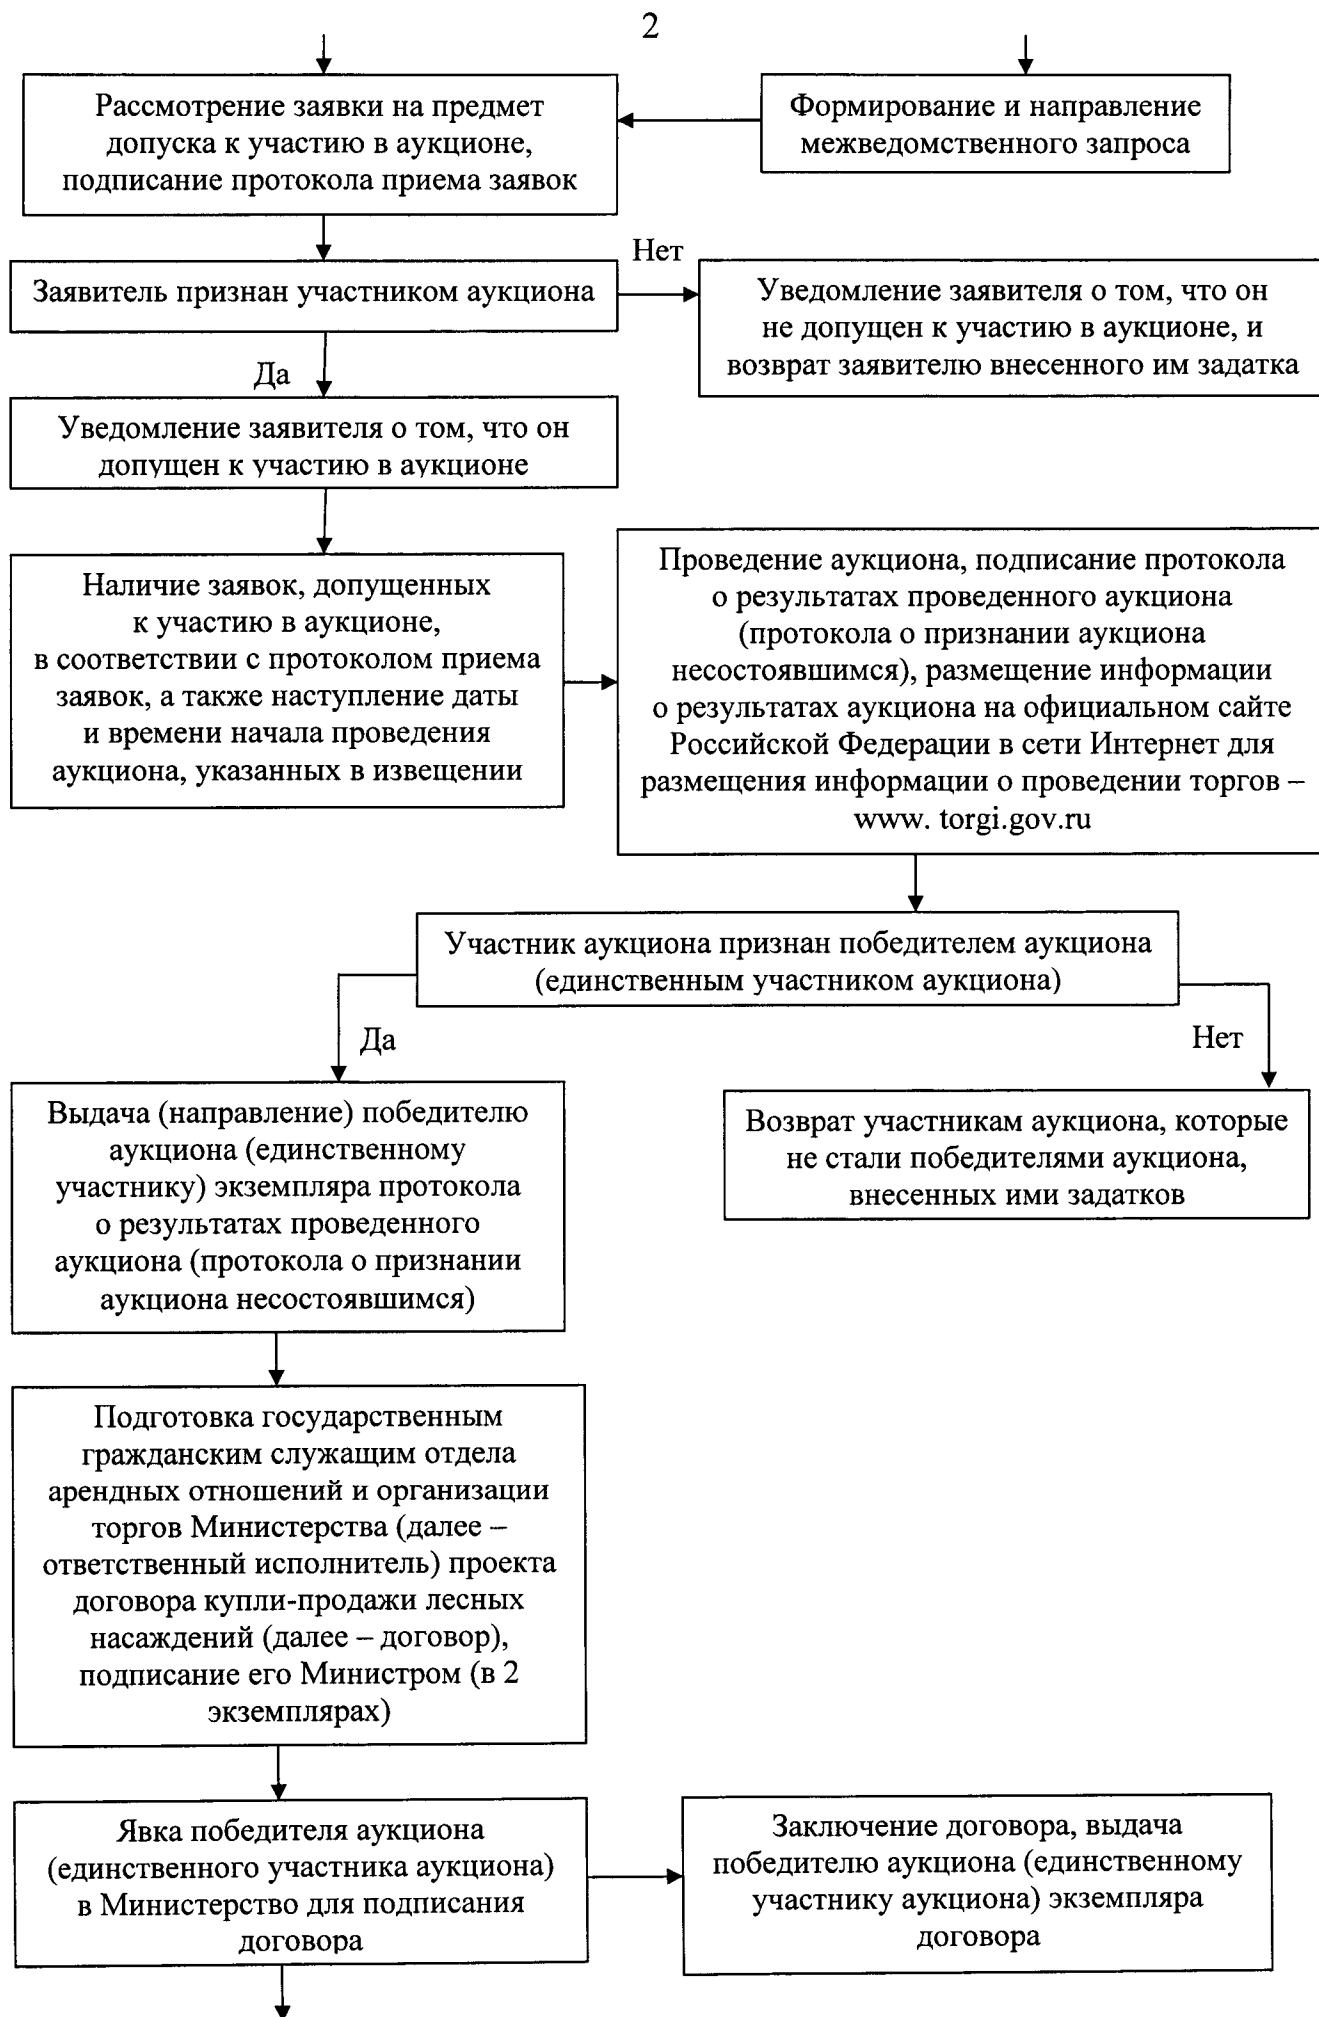 2
Рассмотрение заявки на предмет
допуска к участию в аукционе,
подписание протокола приема заявок
Формирование и направление
межведомственного запроса
Заявитель признан участником аукциона
Нет
Уведомление заявителя о том, что он
не допущен к участию в аукционе, и
возврат заявителю внесенного им задатка
Да
Уведомление заявителя о том, что он
допущен к участию в аукционе
Наличие заявок, допущенных
к участию в аукционе,
в соответствии с протоколом приема
заявок, а также наступление даты
и времени начала проведения
аукциона, указанных в извещении
Проведение аукциона, подписание протокола
о результатах проведенного аукциона
(протокола о признании аукциона
несостоявшимся), размещение информации
о результатах аукциона на официальном сайте
Российской Федерации в сети Интернет для
размещения информации о проведении торгов –
www. torgi.gov.ru
Участник аукциона признан победителем аукциона
(единственным участником аукциона)
Да
Нет
Выдача (направление) победителю
аукциона (единственному
участнику) экземпляра протокола
о результатах проведенного
аукциона (протокола о признании
аукциона несостоявшимся)
Возврат участникам аукциона, которые
не стали победителями аукциона,
внесенных ими задатков
Подготовка государственным
гражданским служащим отдела
арендных отношений и организации
торгов Министерства (далее –
ответственный исполнитель) проекта
договора купли-продажи лесных
насаждений (далее – договор),
подписание его Министром (в 2
экземплярах)
Явка победителя аукциона
(единственного участника аукциона)
в Министерство для подписания
договора
Заключение договора, выдача
победителю аукциона (единственному
участнику аукциона) экземпляра
договора